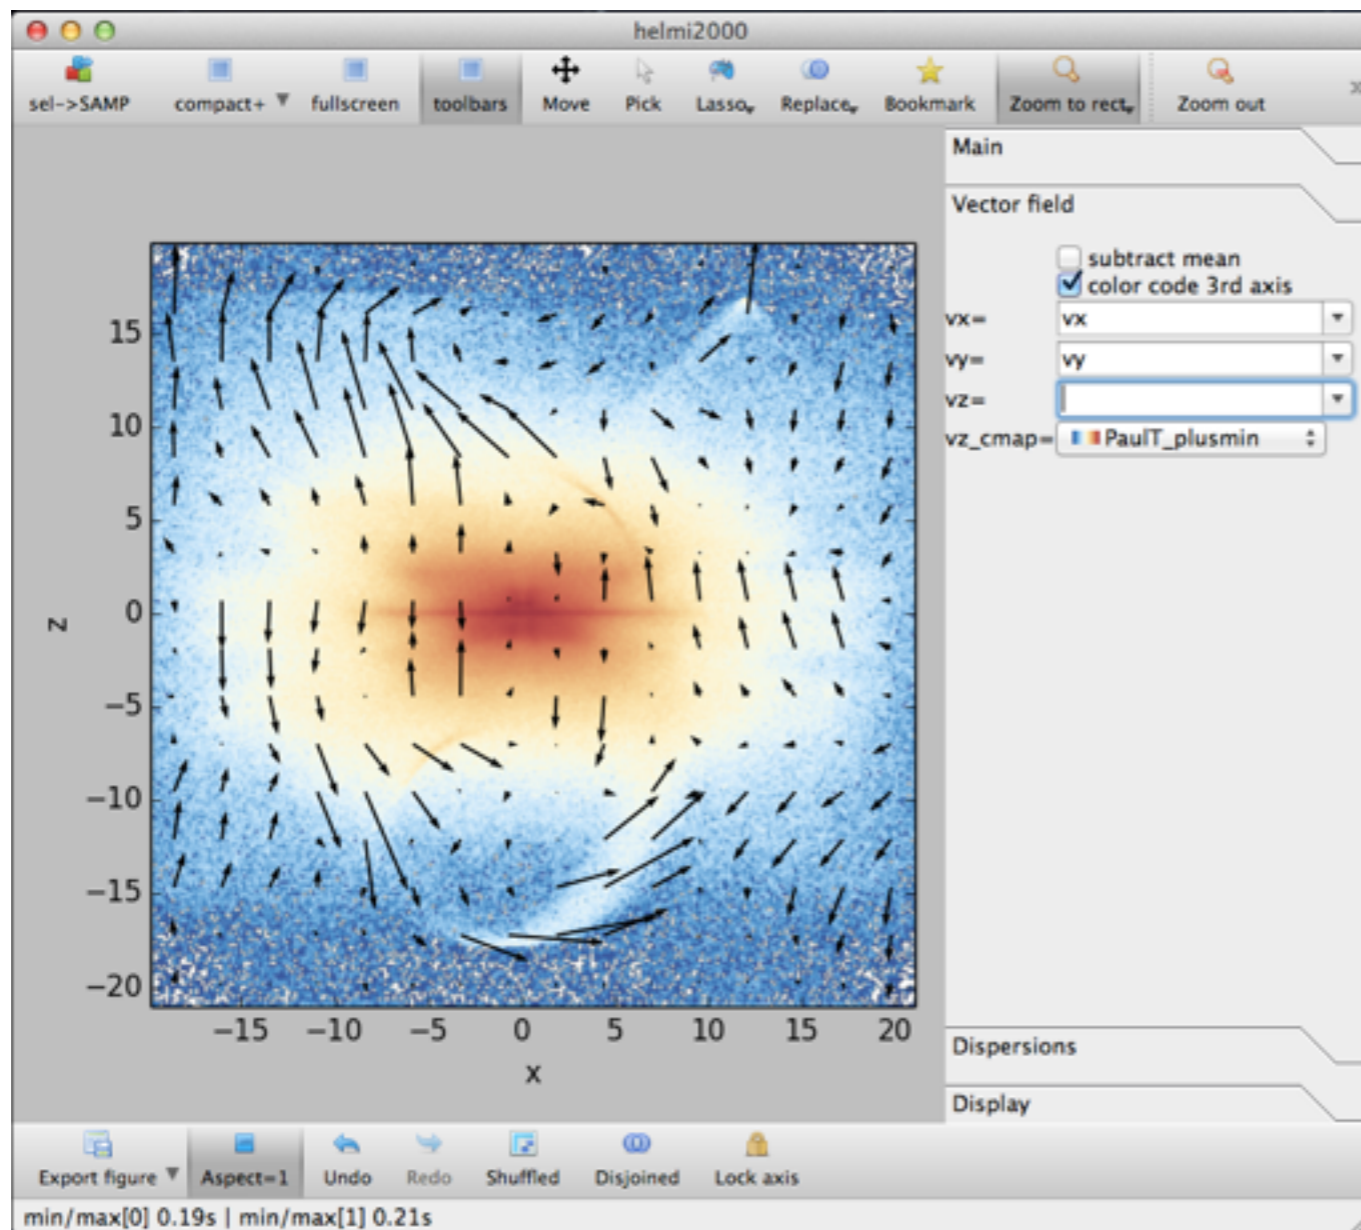 helmi2000
sel->SAMP compact+ fullscreen toolbars Move Pick Lasso Replace Bookmark Zoom to rect Zoom out
Main
Vector field
subtract mean
color code 3rd axis
vx= vx
vy= vy
vz=
vz_cmap= PaulT_plusmin
15
10
5
0
−5
−10
−15
−20
z
−15 −10 −5 0 5 10 15 20
x
Dispersions
Display
Export figure Aspect=1 Undo Redo Shuffled Disjoined Lock axis
min/max[0] 0.19s | min/max[1] 0.21s